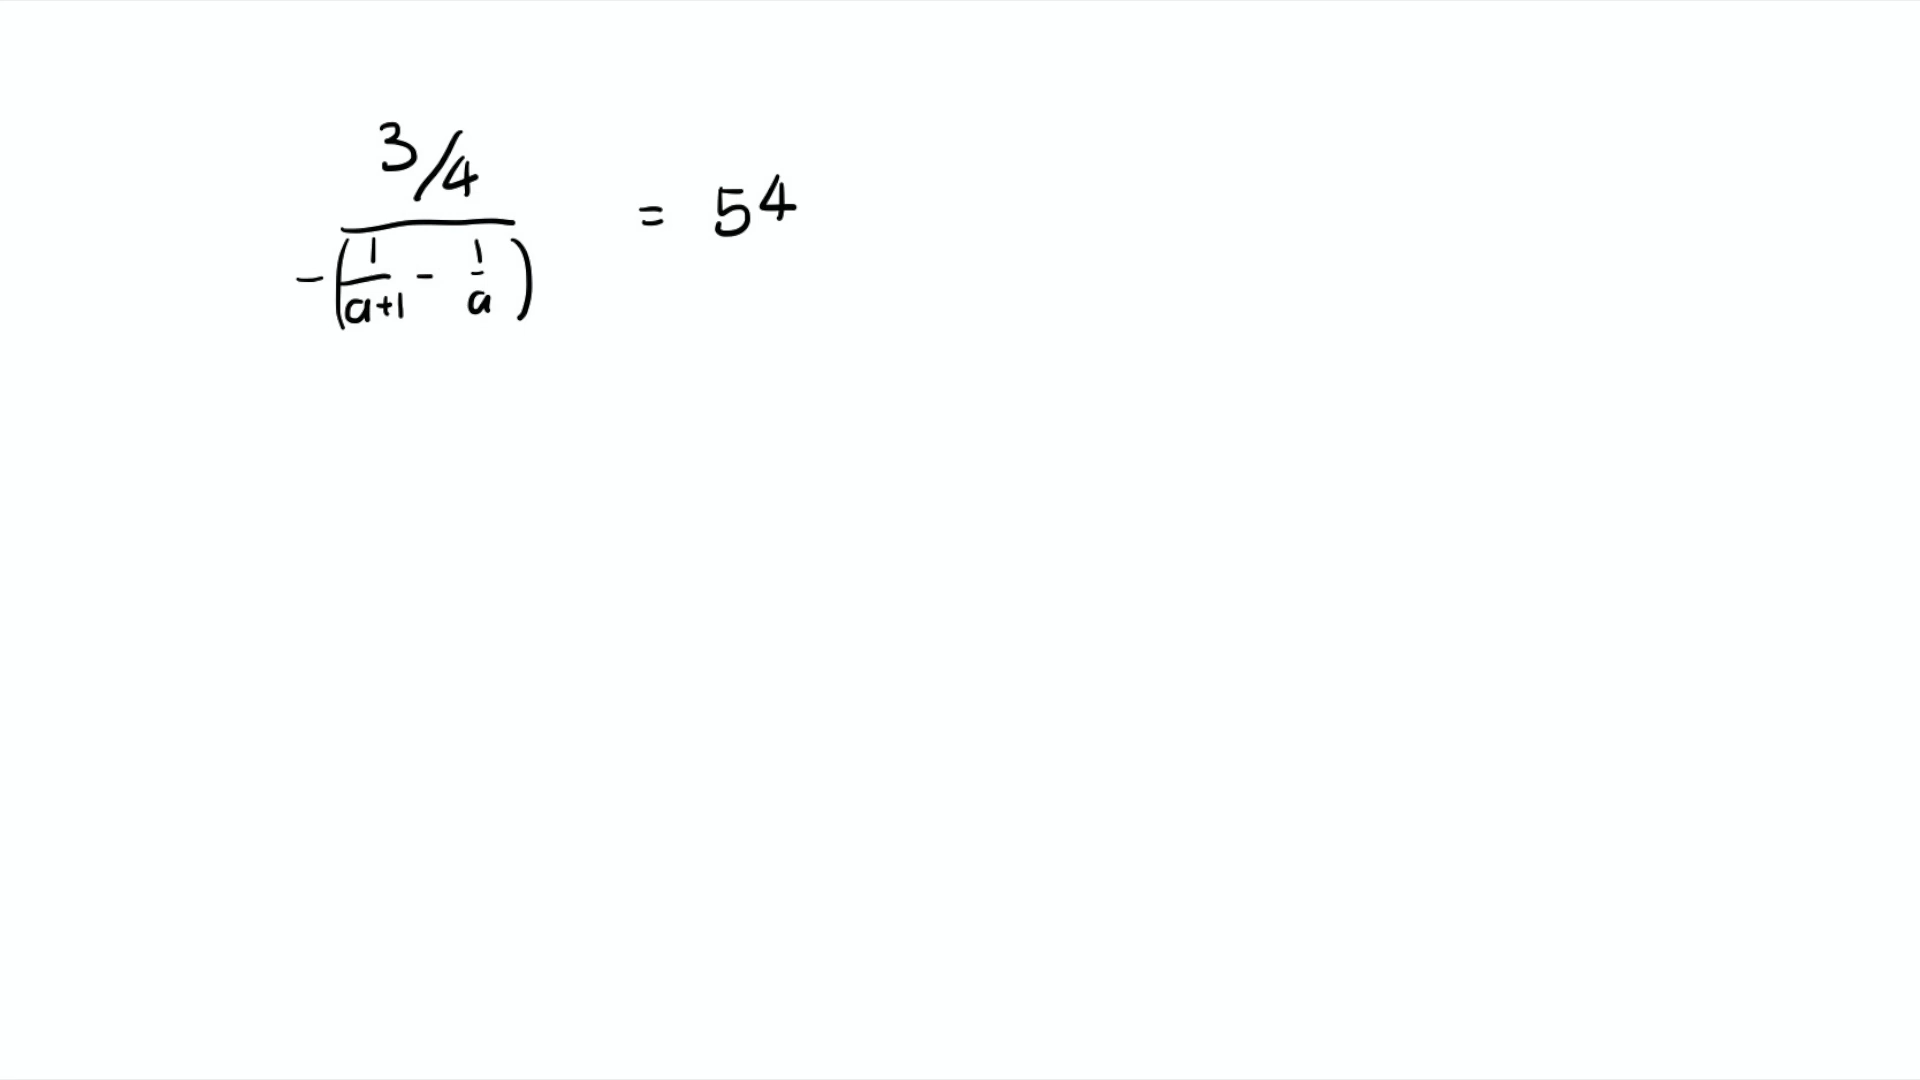 3/4
-(1/(a+1) - 1/a) = 5⁴